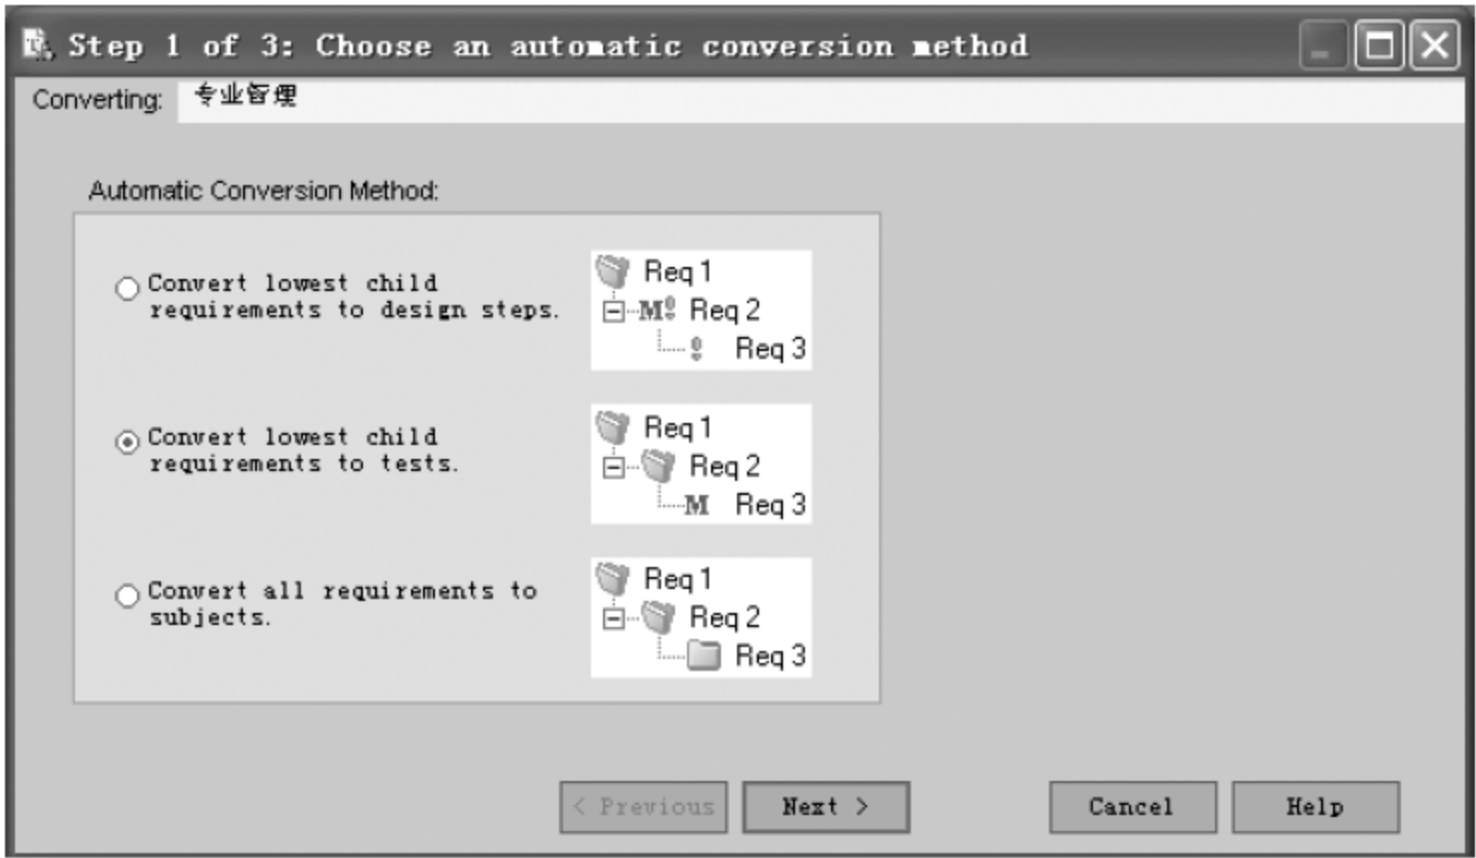 Step 1 of 3: Choose an automatic conversion method
Converting: 专业管理
Automatic Conversion Method:
Convert lowest child
requirements to design steps.
Req 1
M Req 2
Req 3
Convert lowest child
requirements to tests.
Req 1
Req 2
M Req 3
Convert all requirements to
subjects.
Req 1
Req 2
Req 3
< Previous
Next >
Cancel
Help